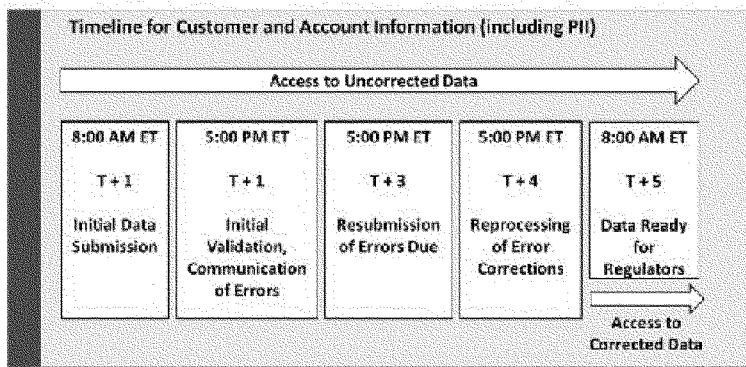 Timeline for Customer and Account Information (Including PII)
Access to Uncorrected Data
8:00 AM ET
T + 1
Initial Data
Submission
5:00 PM ET
T + 1
Initial
Validation,
Communication
of Errors
5:00 PM ET
T + 3
Resubmission
of Errors Due
5:00 PM ET
T + 4
Reprocessing
of Error
Corrections
8:00 AM ET
T + 5
Data Ready
for
Regulators
Access to
Corrected Data